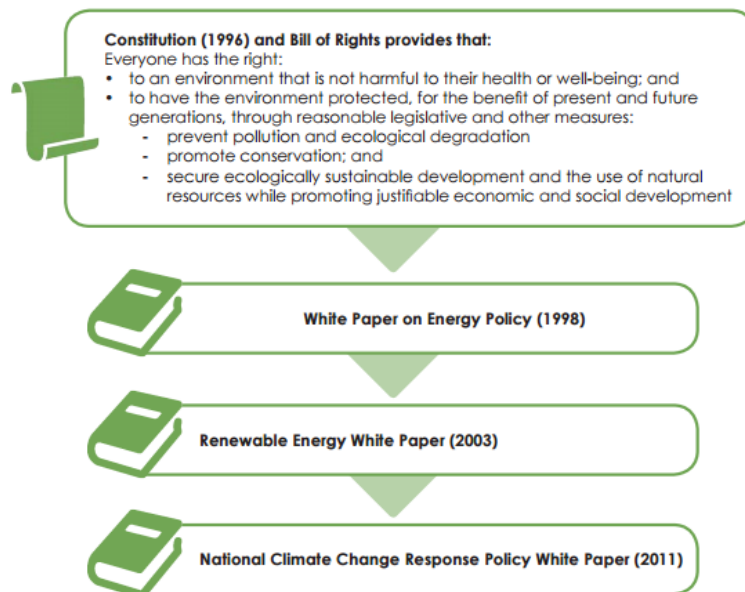 Constitution (1996) and Bill of Rights provides that:
Everyone has the right:
• to an environment that is not harmful to their health or well-being; and
• to have the environment protected, for the benefit of present and future
generations, through reasonable legislative and other measures:
- prevent pollution and ecological degradation
- promote conservation; and
- secure ecologically sustainable development and the use of natural
resources while promoting justifiable economic and social development
White Paper on Energy Policy (1998)
Renewable Energy White Paper (2003)
National Climate Change Response Policy White Paper (2011)